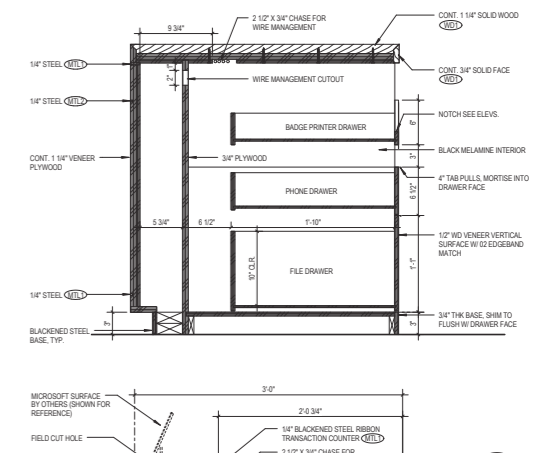 9 3/4"
2 1/2" X 3/4" CHASE FOR
WIRE MANAGEMENT
CONT. 1 1/4" SOLID WOOD
WD1
1/4" STEEL MTL1
1"
2"
WIRE MANAGEMENT CUTOUT
CONT. 3/4" SOLID FACE
WD1
1/4" STEEL MTL2
NOTCH SEE ELEVS.
6"
BADGE PRINTER DRAWER
BLACK MELAMINE INTERIOR
3"
CONT. 1 1/4" VENEER
PLYWOOD
3/4" PLYWOOD
4" TAB PULLS, MORTISE INTO
DRAWER FACE
6 1/2"
PHONE DRAWER
5 3/4"
6 1/2"
1'-10"
1/2" WD VENEER VERTICAL
SURFACE W/ 02 EDGEBAND
MATCH
10" CLR.
FILE DRAWER
1'-1"
1/4" STEEL MTL1
3"
BLACKENED STEEL
BASE, TYP.
3"
3/4" THK BASE, SHIM TO
FLUSH W/ DRAWER FACE
3'-0"
MICROSOFT SURFACE
BY OTHERS (SHOWN FOR
REFERENCE)
2'-0 3/4"
FIELD CUT HOLE
1/4" BLACKENED STEEL RIBBON
TRANSACTION COUNTER MTL1
2 1/2" X 3/4" CHASE FOR